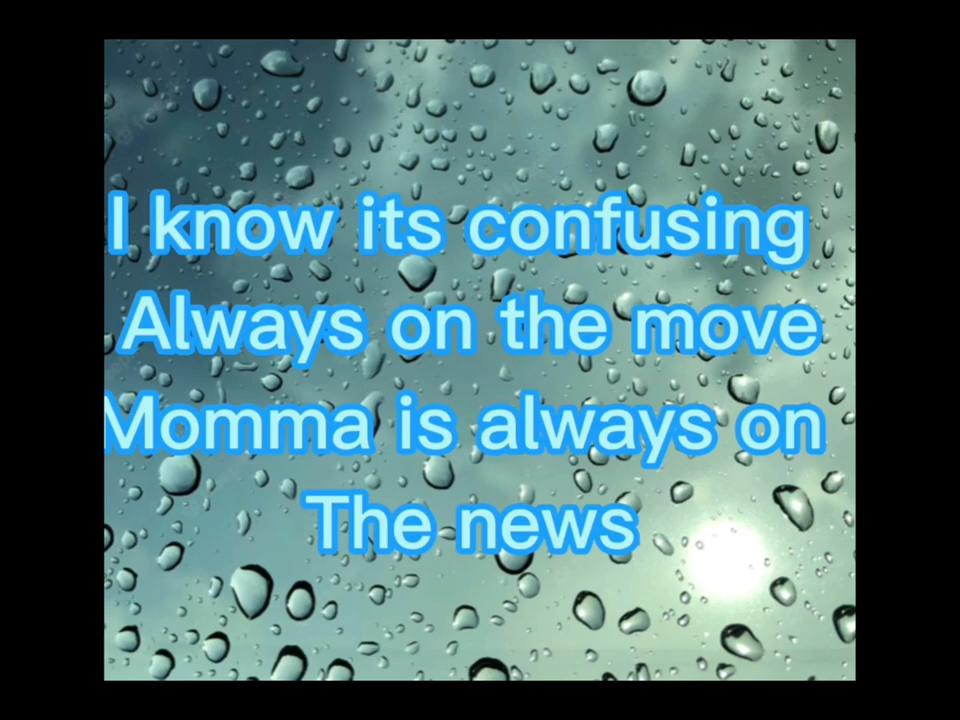 I know its confusing
Always on the move
Momma is always on
The news